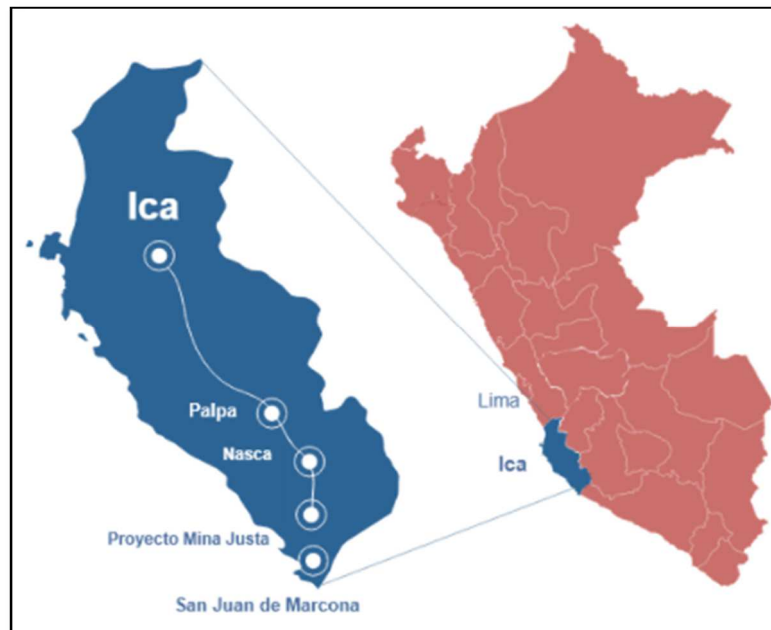 Ica
Palpa
Nasca
Proyecto Mina Justa
San Juan de Marcona
Lima
Ica